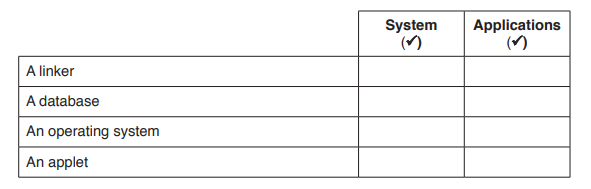 System Applications
(✓) (✓)
A linker
A database
An operating system
An applet